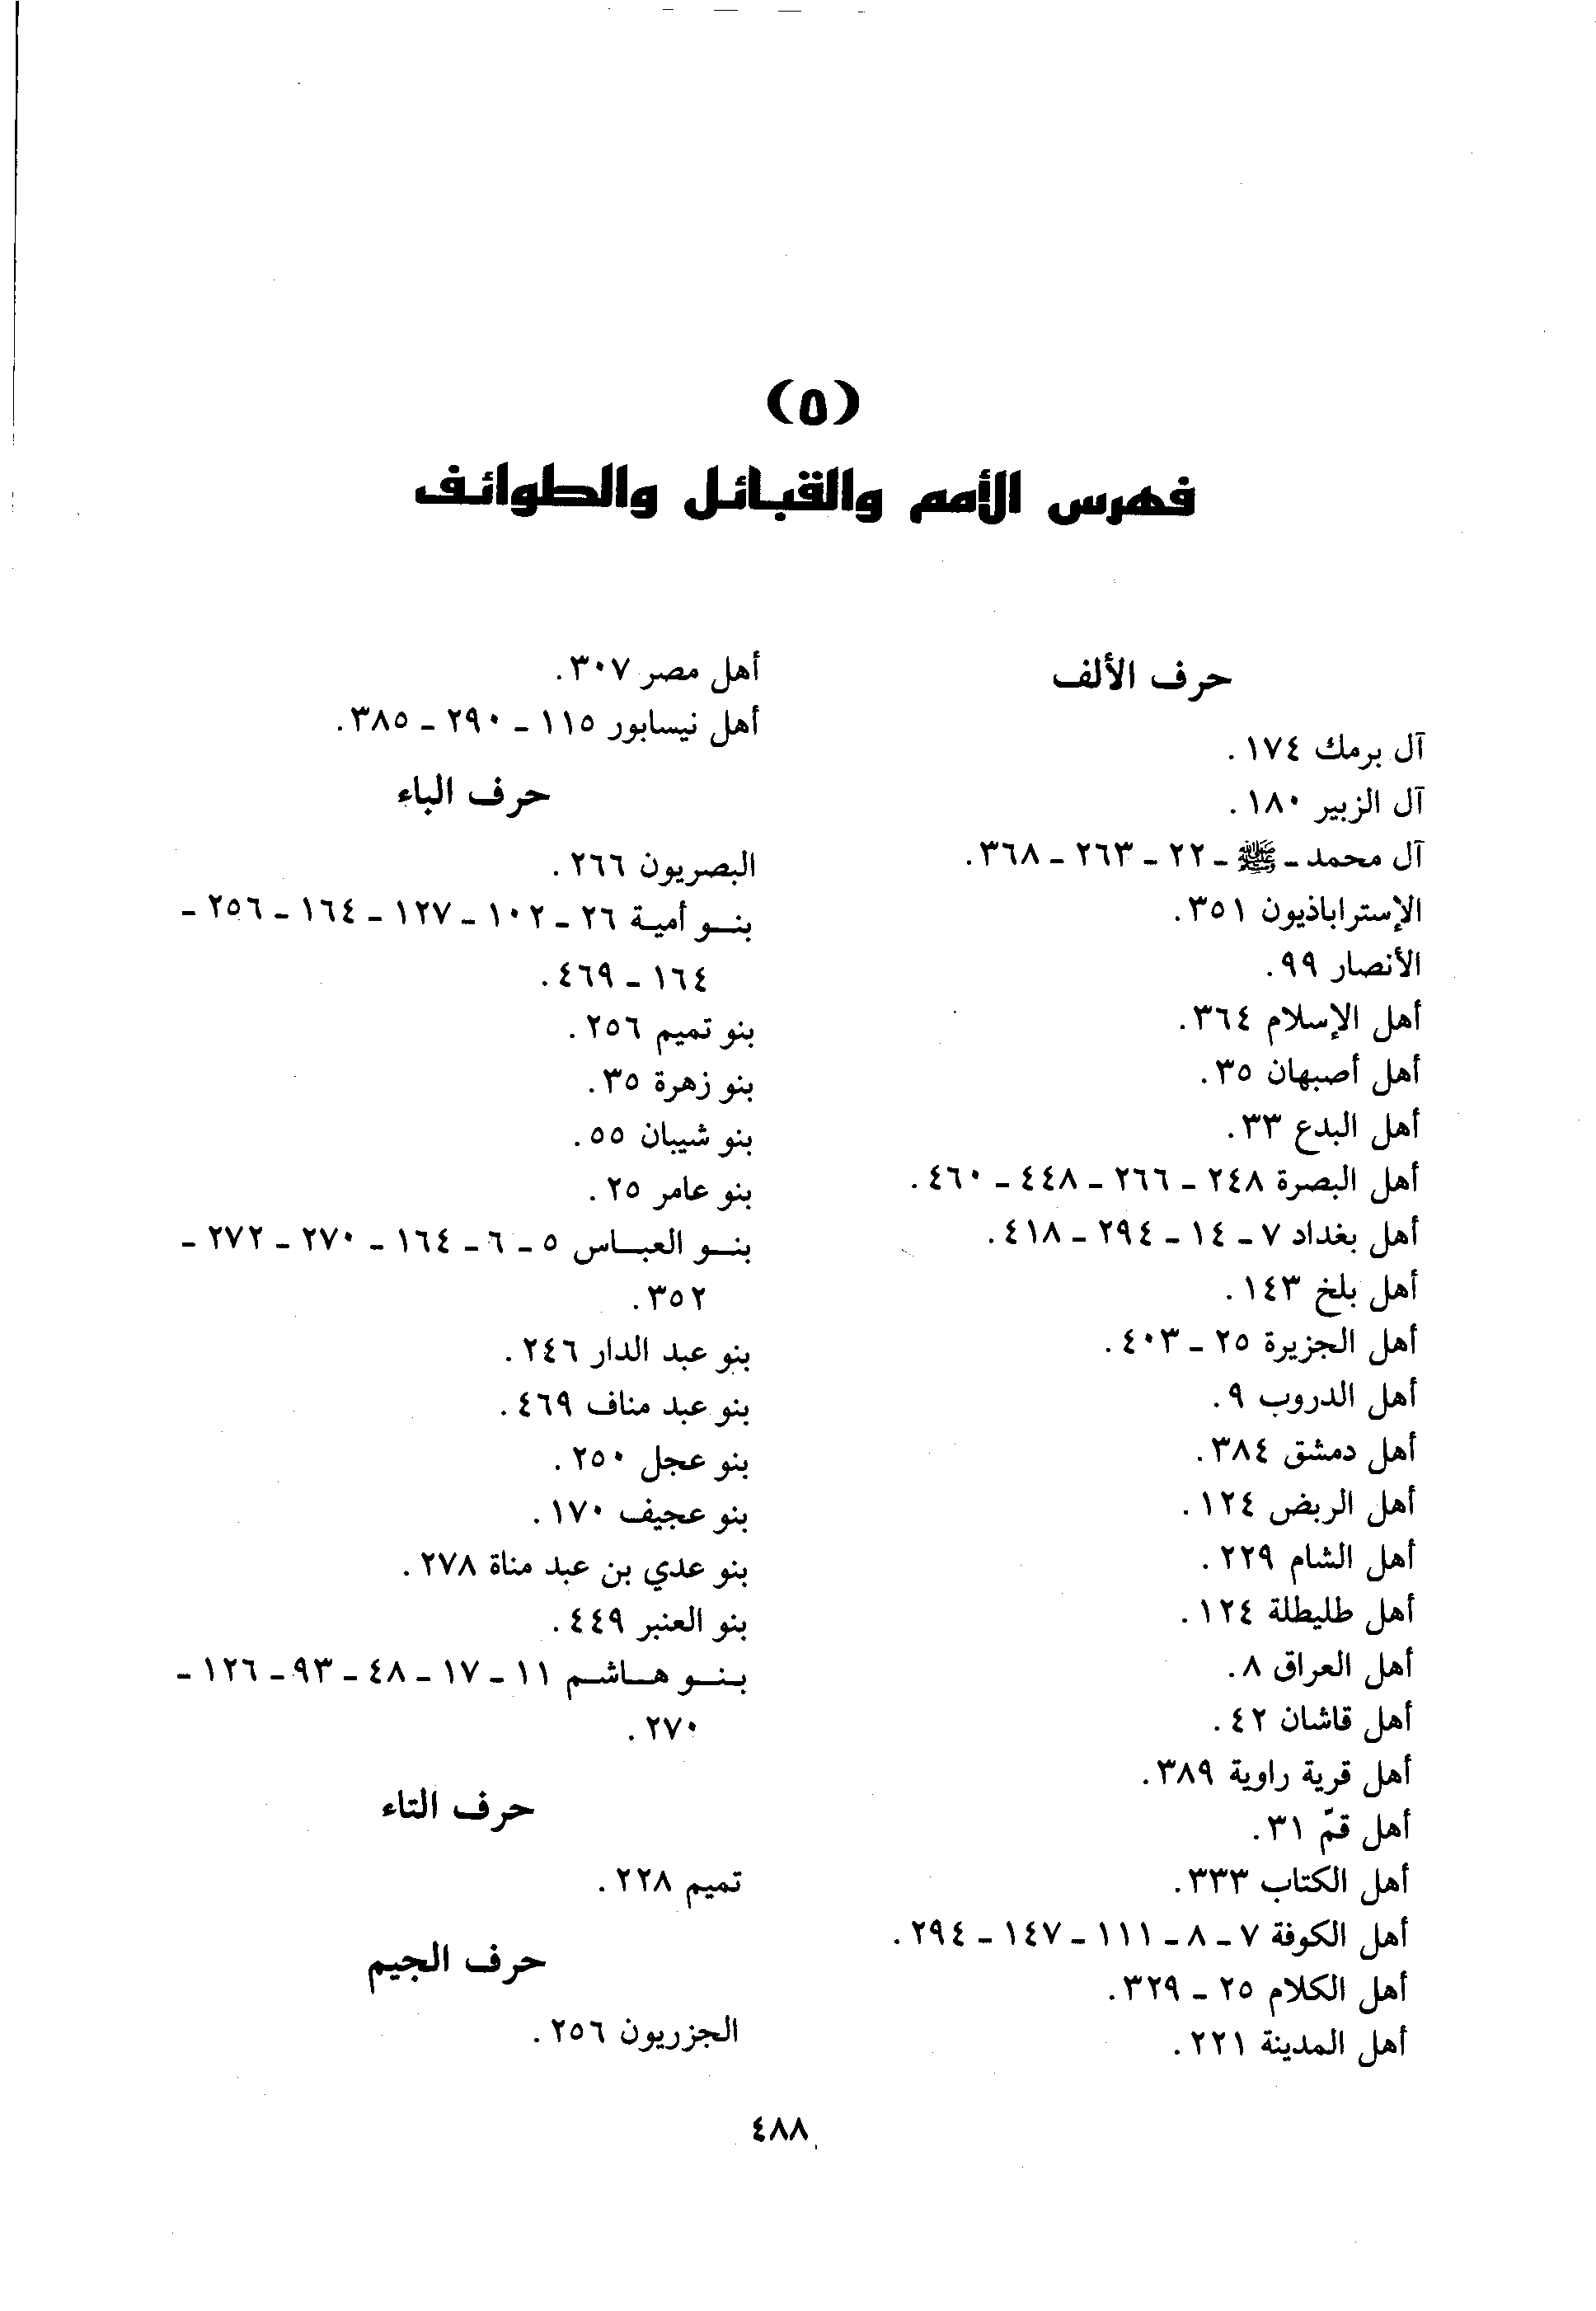 (٥)
فهرس الأمم والقبائل والطوائف
حرف الألف
آل برمك ١٧٤.
آل الزبير ١٨٠.
آل محمد ـ ﷺ ـ ٢٢ ـ ٢٦٣ ـ ٣٦٨.
الإستراباذيون ٣٥١.
الأنصار ٩٩.
أهل الإسلام ٣٦٤.
أهل أصبهان ٣٥.
أهل البدع ٣٣.
أهل البصرة ٢٤٨ ـ ٢٦٦ ـ ٤٤٨ ـ ٤٦٠.
أهل بغداد ٧ ـ ١٤ ـ ٢٩٤ ـ ٤١٨.
أهل بلخ ١٤٣.
أهل الجزيرة ٢٥ ـ ٤٠٣.
أهل الدروب ٩.
أهل دمشق ٣٨٤.
أهل الربض ١٢٤.
أهل الشام ٢٢٩.
أهل طليطلة ١٢٤.
أهل العراق ٨.
أهل قاشان ٤٢.
أهل قرية راوية ٣٨٩.
أهل قمّ ٣١.
أهل الكتاب ٣٣٣.
أهل الكوفة ٧ ـ ٨ ـ ١١١ ـ ١٤٧ ـ ٢٩٤.
أهل الكلام ٢٥ ـ ٣٢٩.
أهل المدينة ٢٢١.
أهل مصر ٣٠٧.
أهل نيسابور ١١٥ ـ ٢٩٠ ـ ٣٨٥.
حرف الباء
البصريون ٢٦٦.
بنو أمية ٢٦ ـ ١٠٢ ـ ١٢٧ ـ ١٦٤ ـ ٢٥٦ ـ
١٦٤ ـ ٤٦٩.
بنو تميم ٢٥٦.
بنو زهرة ٣٥.
بنو شيبان ٥٥.
بنو عامر ٢٥.
بنو العباس ٥ ـ ٦ ـ ١٦٤ ـ ٢٧٠ ـ ٢٧٢ ـ
٣٥٢.
بنو عبد الدار ٢٤٦.
بنو عبد مناف ٤٦٩.
بنو عجل ٢٥٠.
بنو عجيف ١٧٠.
بنو عدي بن عبد مناة ٢٧٨.
بنو العنبر ٤٤٩.
بنو هاشم ١١ ـ ١٧ ـ ٤٨ ـ ٩٣ ـ ١٢٦ ـ
٢٧٠.
حرف التاء
تميم ٢٢٨.
حرف الجيم
الجزريون ٢٥٦.
٤٨٨